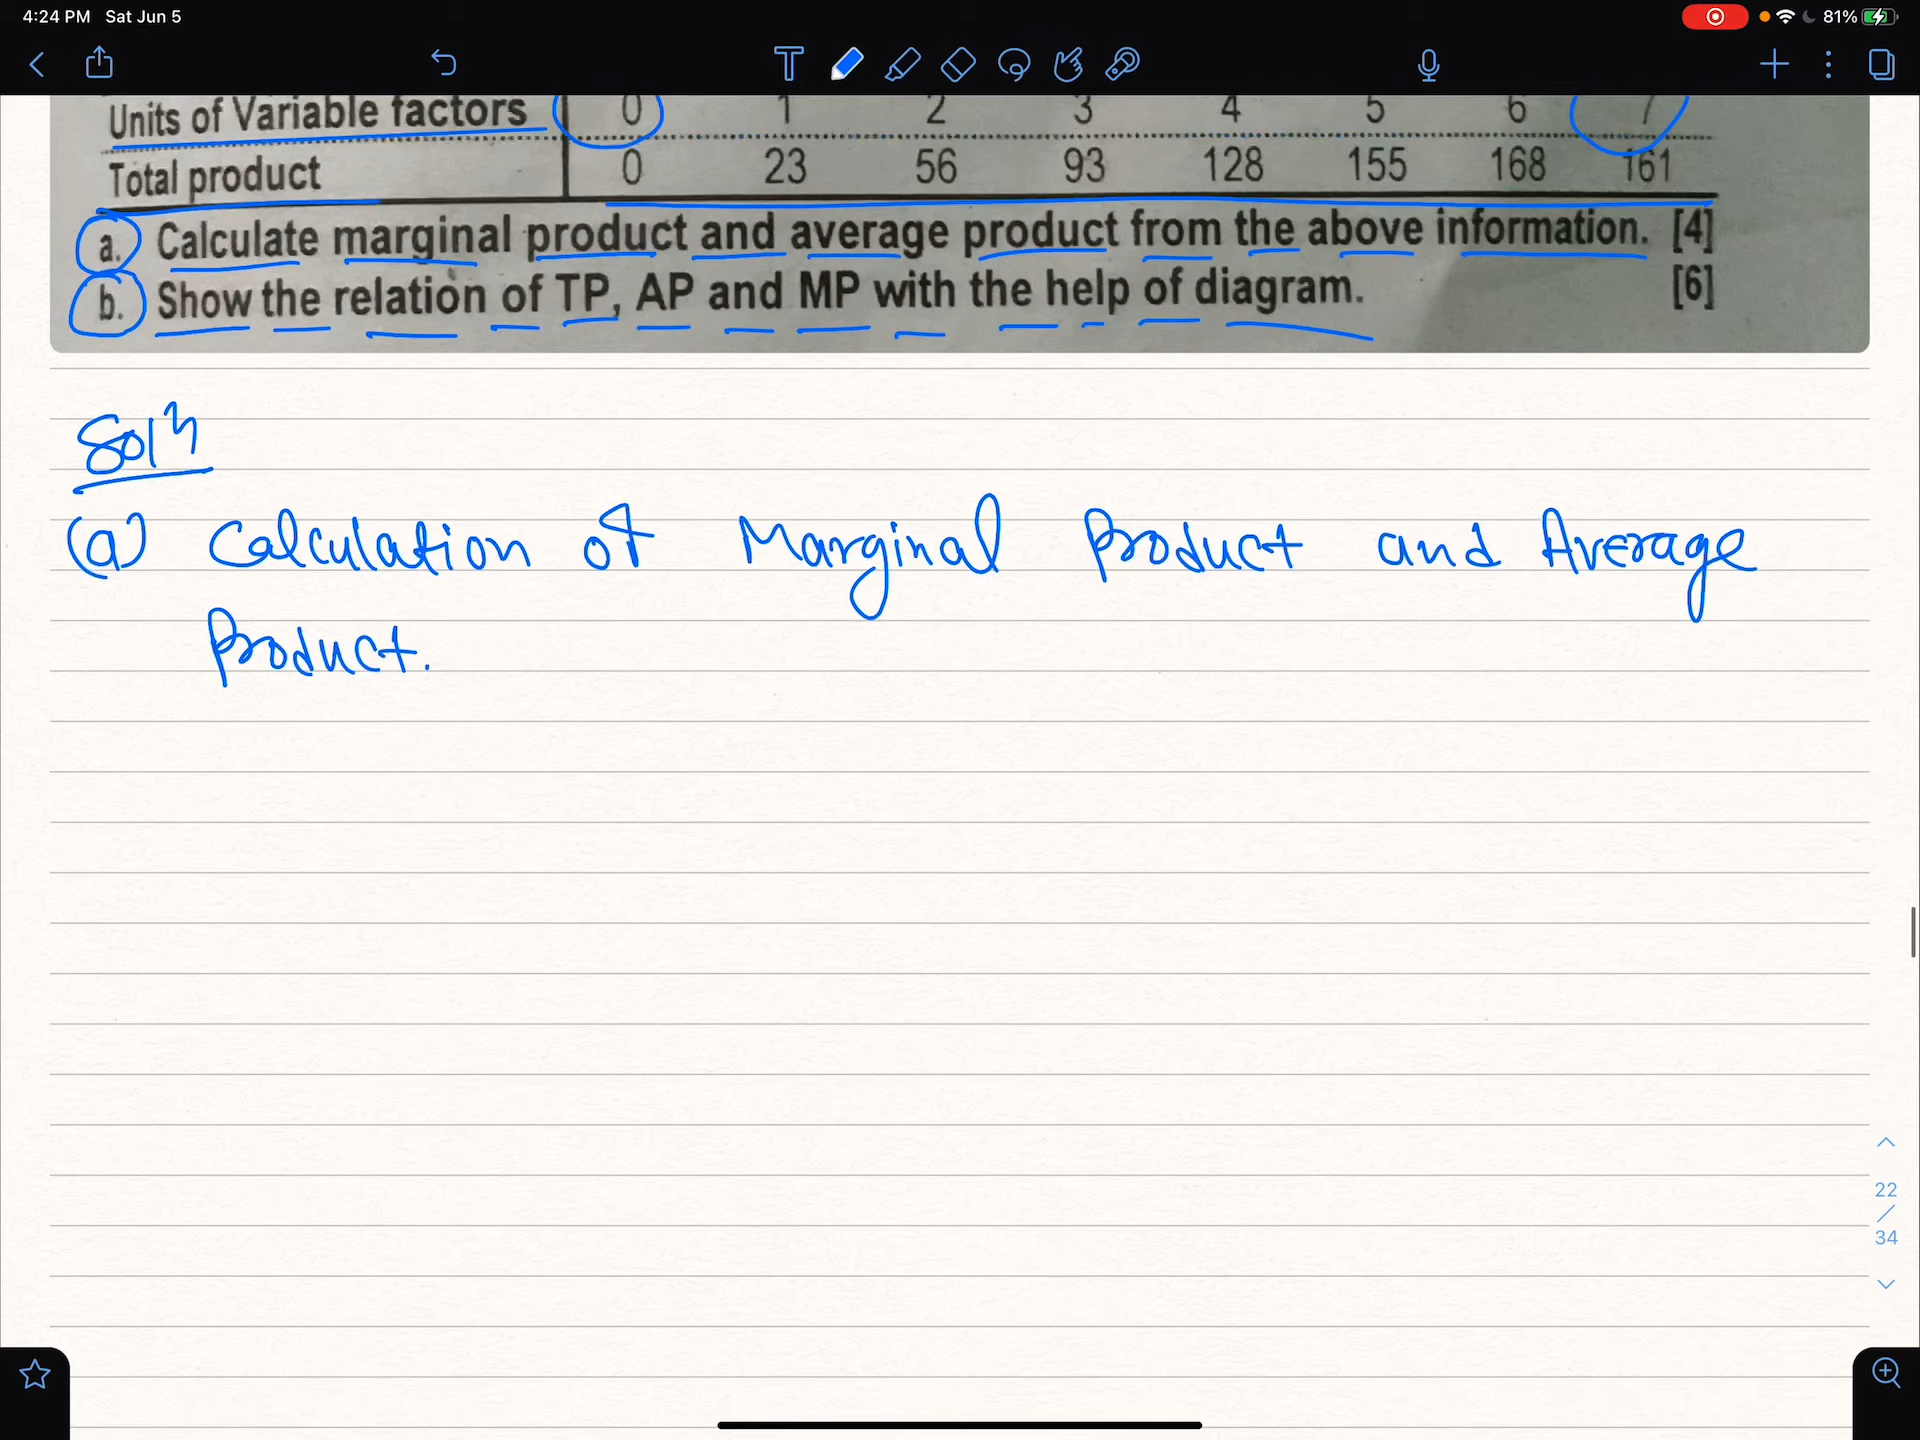 4:24 PM Sat Jun 5 81%
T
Units of Variable factors 0 1 2 3 4 5 6 7
Total product 0 23 56 93 128 155 168 161
a. Calculate marginal product and average product from the above information. [4]
b. Show the relation of TP, AP and MP with the help of diagram. [6]
Soln
(a) Calculation of Marginal Product and Average
Product.
22
/
34